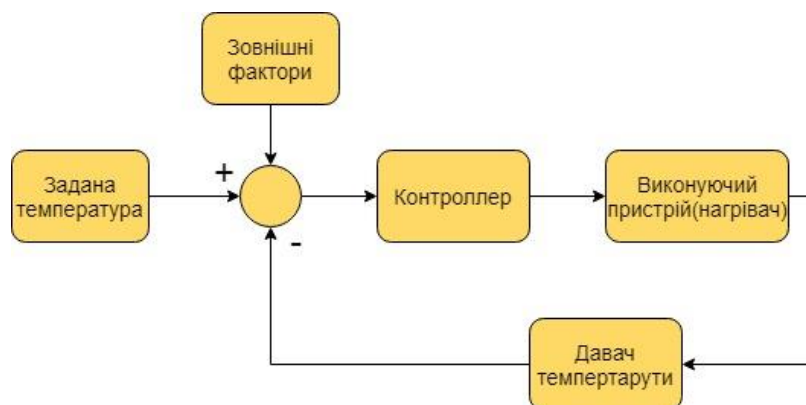 Зовнішні
фактори
+
Задана
температура
Контроллер
Виконуючий
пристрій(нагрівач)
-
Давач
темпертарути